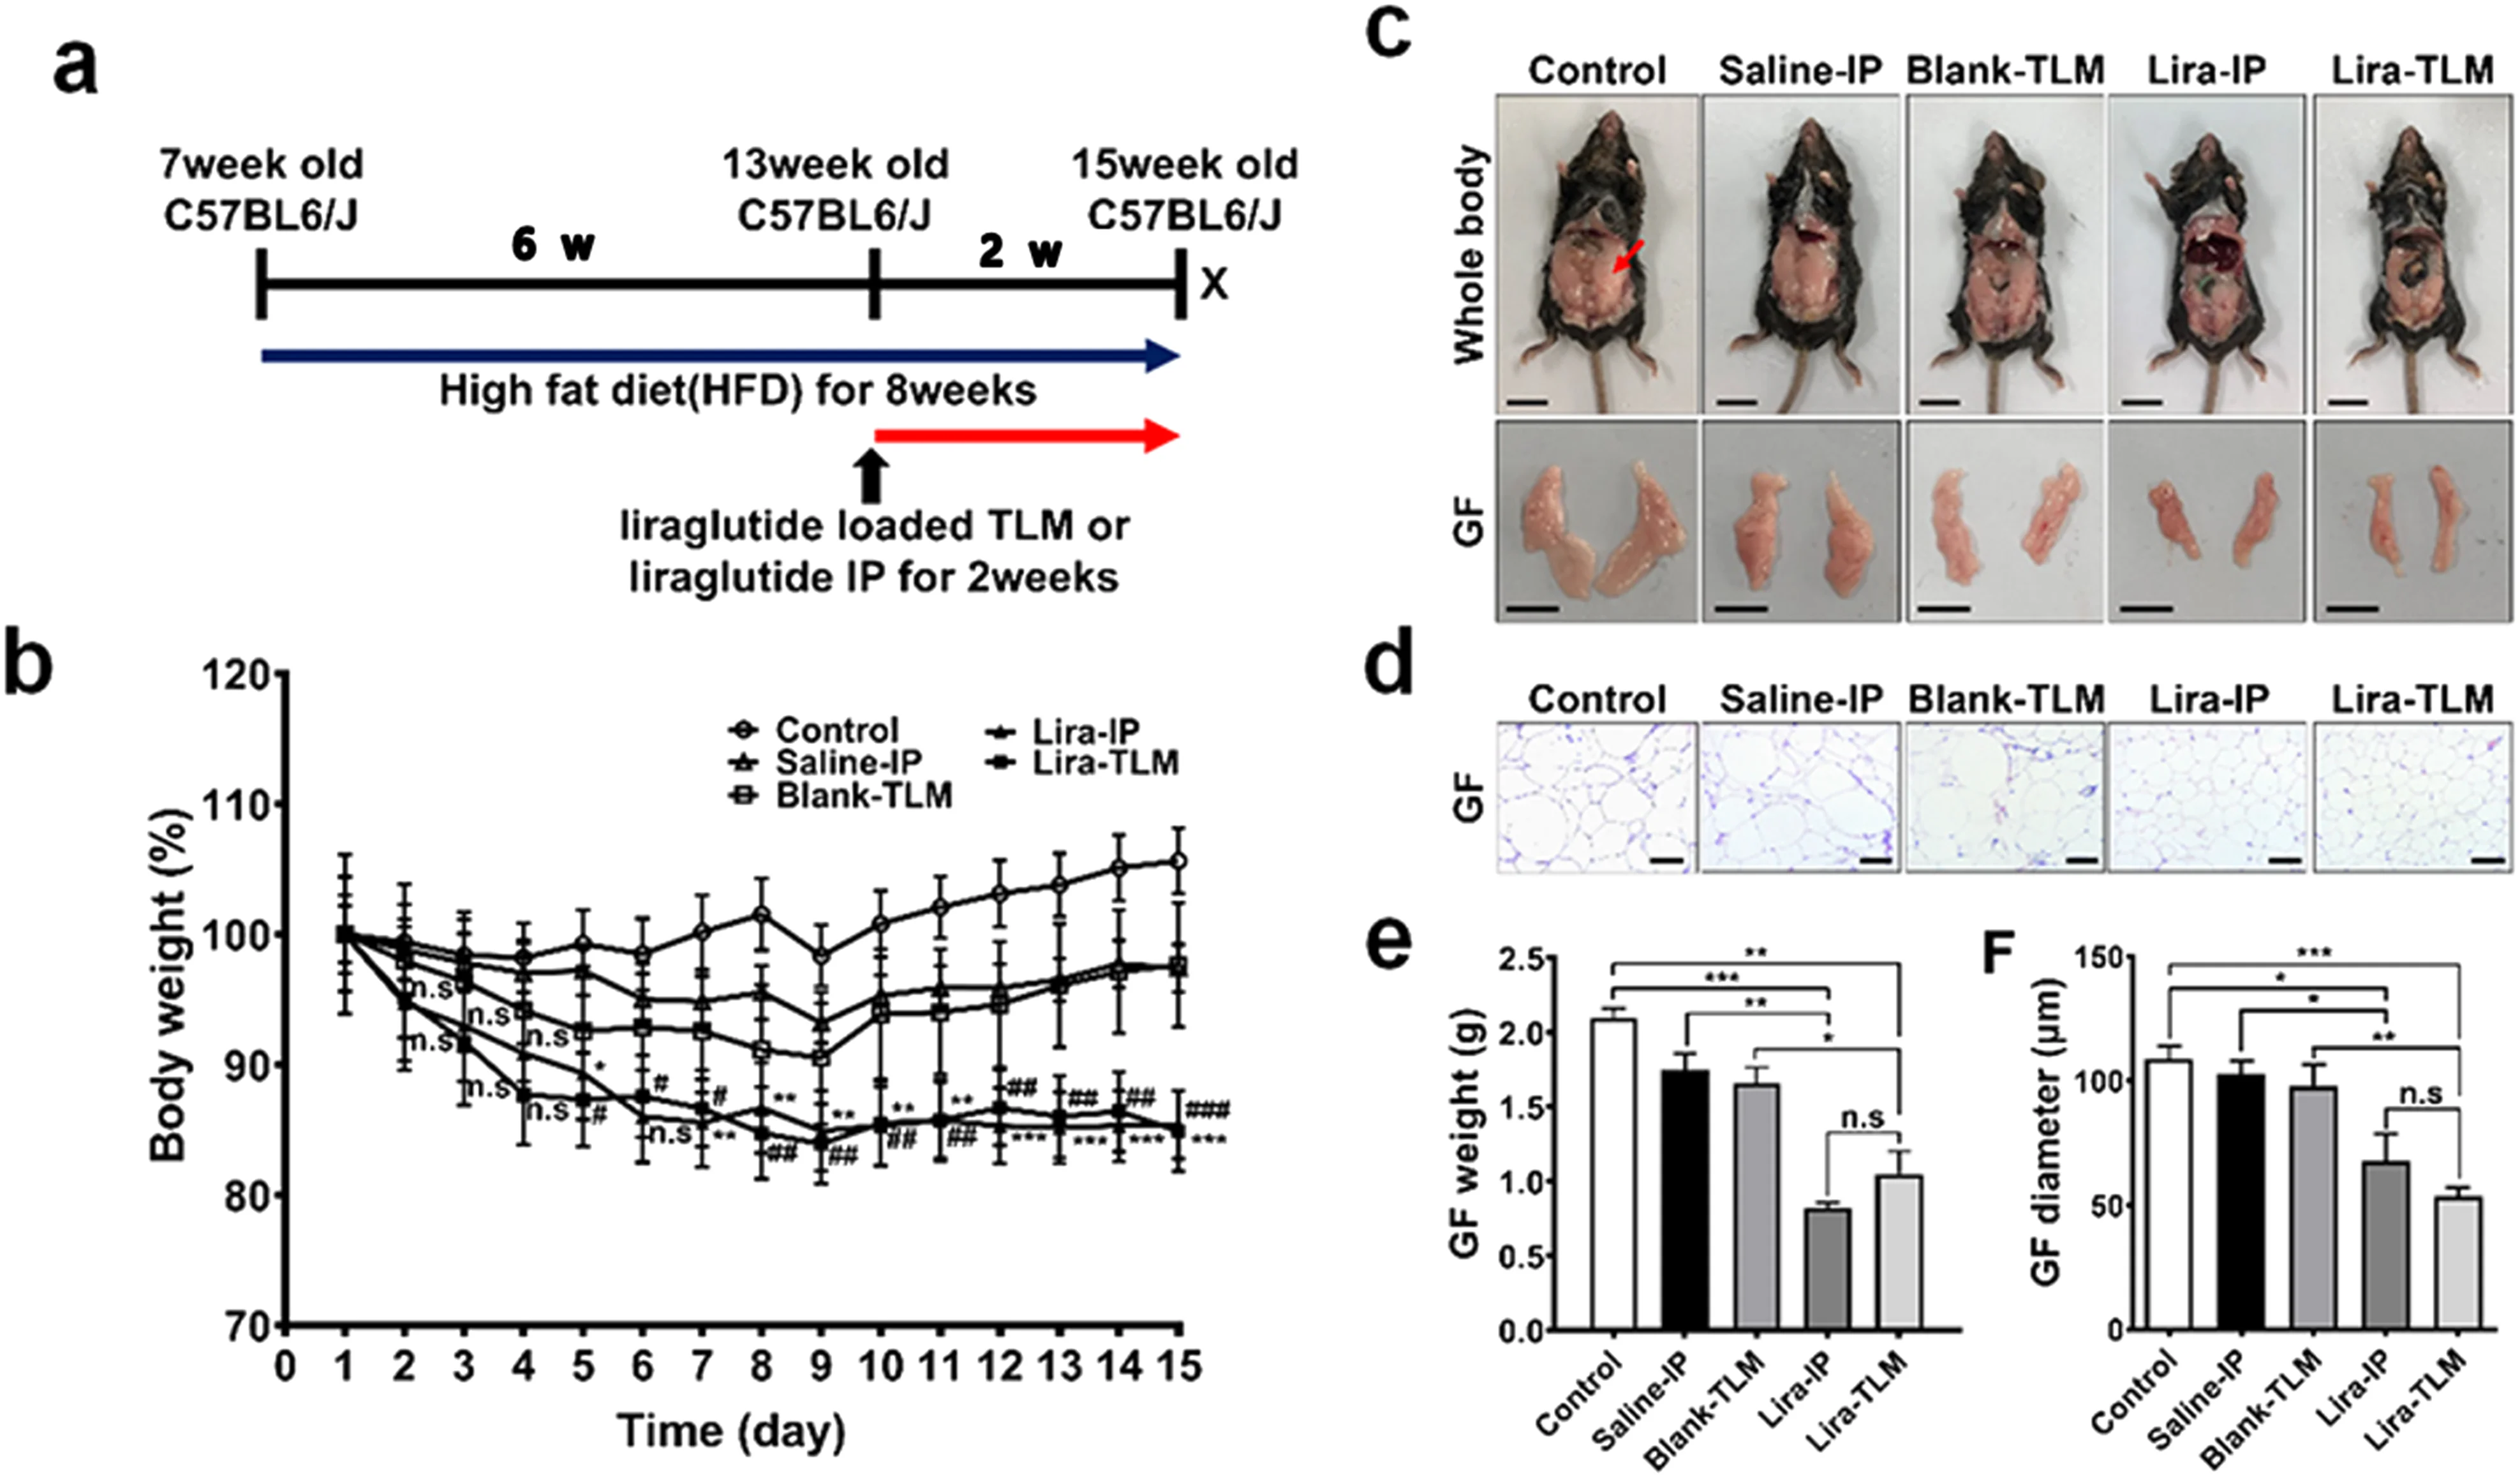 a
7week old
C57BL6/J
13week old
C57BL6/J
15week old
C57BL6/J
6 w
2 w
X
High fat diet(HFD) for 8weeks
liraglutide loaded TLM or
liraglutide IP for 2weeks
b
Body weight (%)
120
110
100
90
80
70
Control
Saline-IP
Blank-TLM
Lira-IP
Lira-TLM
n.s
n.s
n.s
n.s
n.s
n.s
n.s
*
#
#
#
**
**
##
**
##
**
##
**
##
##
***
##
***
##
***
###
***
0 1 2 3 4 5 6 7 8 9 10 11 12 13 14 15
Time (day)
c
Control Saline-IP Blank-TLM Lira-IP Lira-TLM
Whole body
GF
d
Control Saline-IP Blank-TLM Lira-IP Lira-TLM
GF
e
GF weight (g)
2.5
2.0
1.5
1.0
0.5
0.0
**
***
**
*
n.s
Control
Saline-IP
Blank-TLM
Lira-IP
Lira-TLM
F
GF diameter (μm)
150
100
50
0
***
*
*
**
n.s
Control
Saline-IP
Blank-TLM
Lira-IP
Lira-TLM